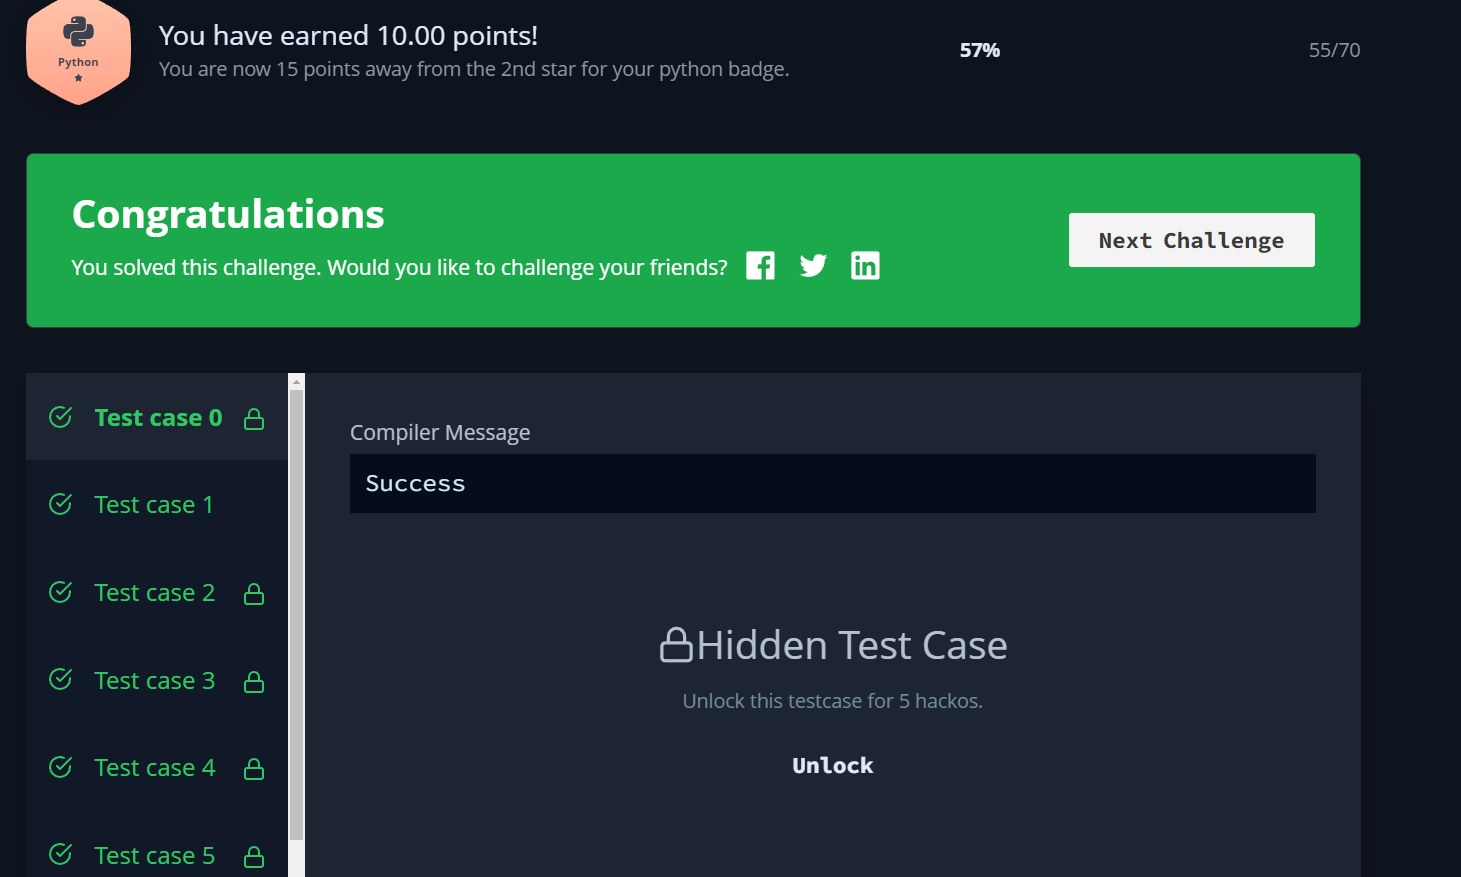 Python
You have earned 10.00 points!
You are now 15 points away from the 2nd star for your python badge.
57%
55/70
Congratulations
You solved this challenge. Would you like to challenge your friends?
Next Challenge
Test case 0
Test case 1
Test case 2
Test case 3
Test case 4
Test case 5
Compiler Message
Success
Hidden Test Case
Unlock this testcase for 5 hackos.
Unlock